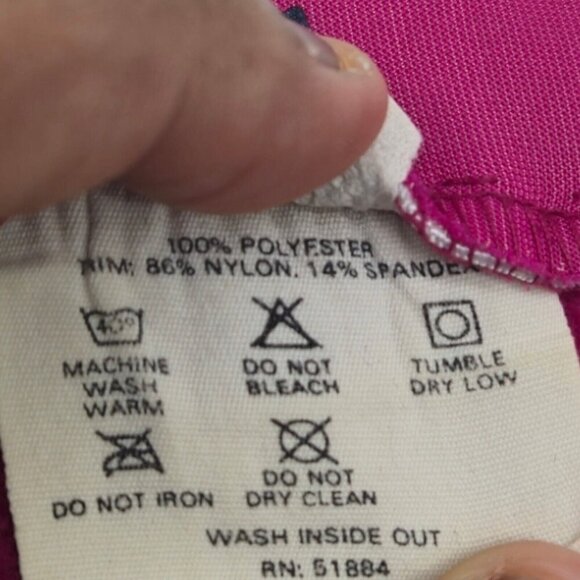 100% POLYESTER
TRIM: 86% NYLON. 14% SPANDEX
40°
MACHINE WASH WARM
DO NOT BLEACH
TUMBLE DRY LOW
DO NOT IRON
DO NOT DRY CLEAN
WASH INSIDE OUT
RN: 51884